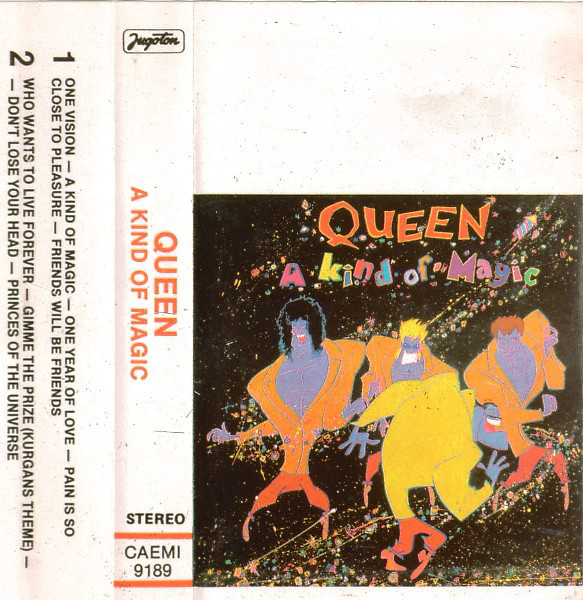 1 ONE VISION — A KIND OF MAGIC — ONE YEAR OF LOVE — PAIN IS SO
CLOSE TO PLEASURE — FRIENDS WILL BE FRIENDS
2 WHO WANTS TO LIVE FOREVER — GIMME THE PRIZE (KURGANS THEME) —
— DON'T LOSE YOUR HEAD — PRINCES OF THE UNIVERSE
Jugoton
QUEEN
A KIND OF MAGIC
STEREO
CAEMI
9189
QUEEN
A Kind of Magic